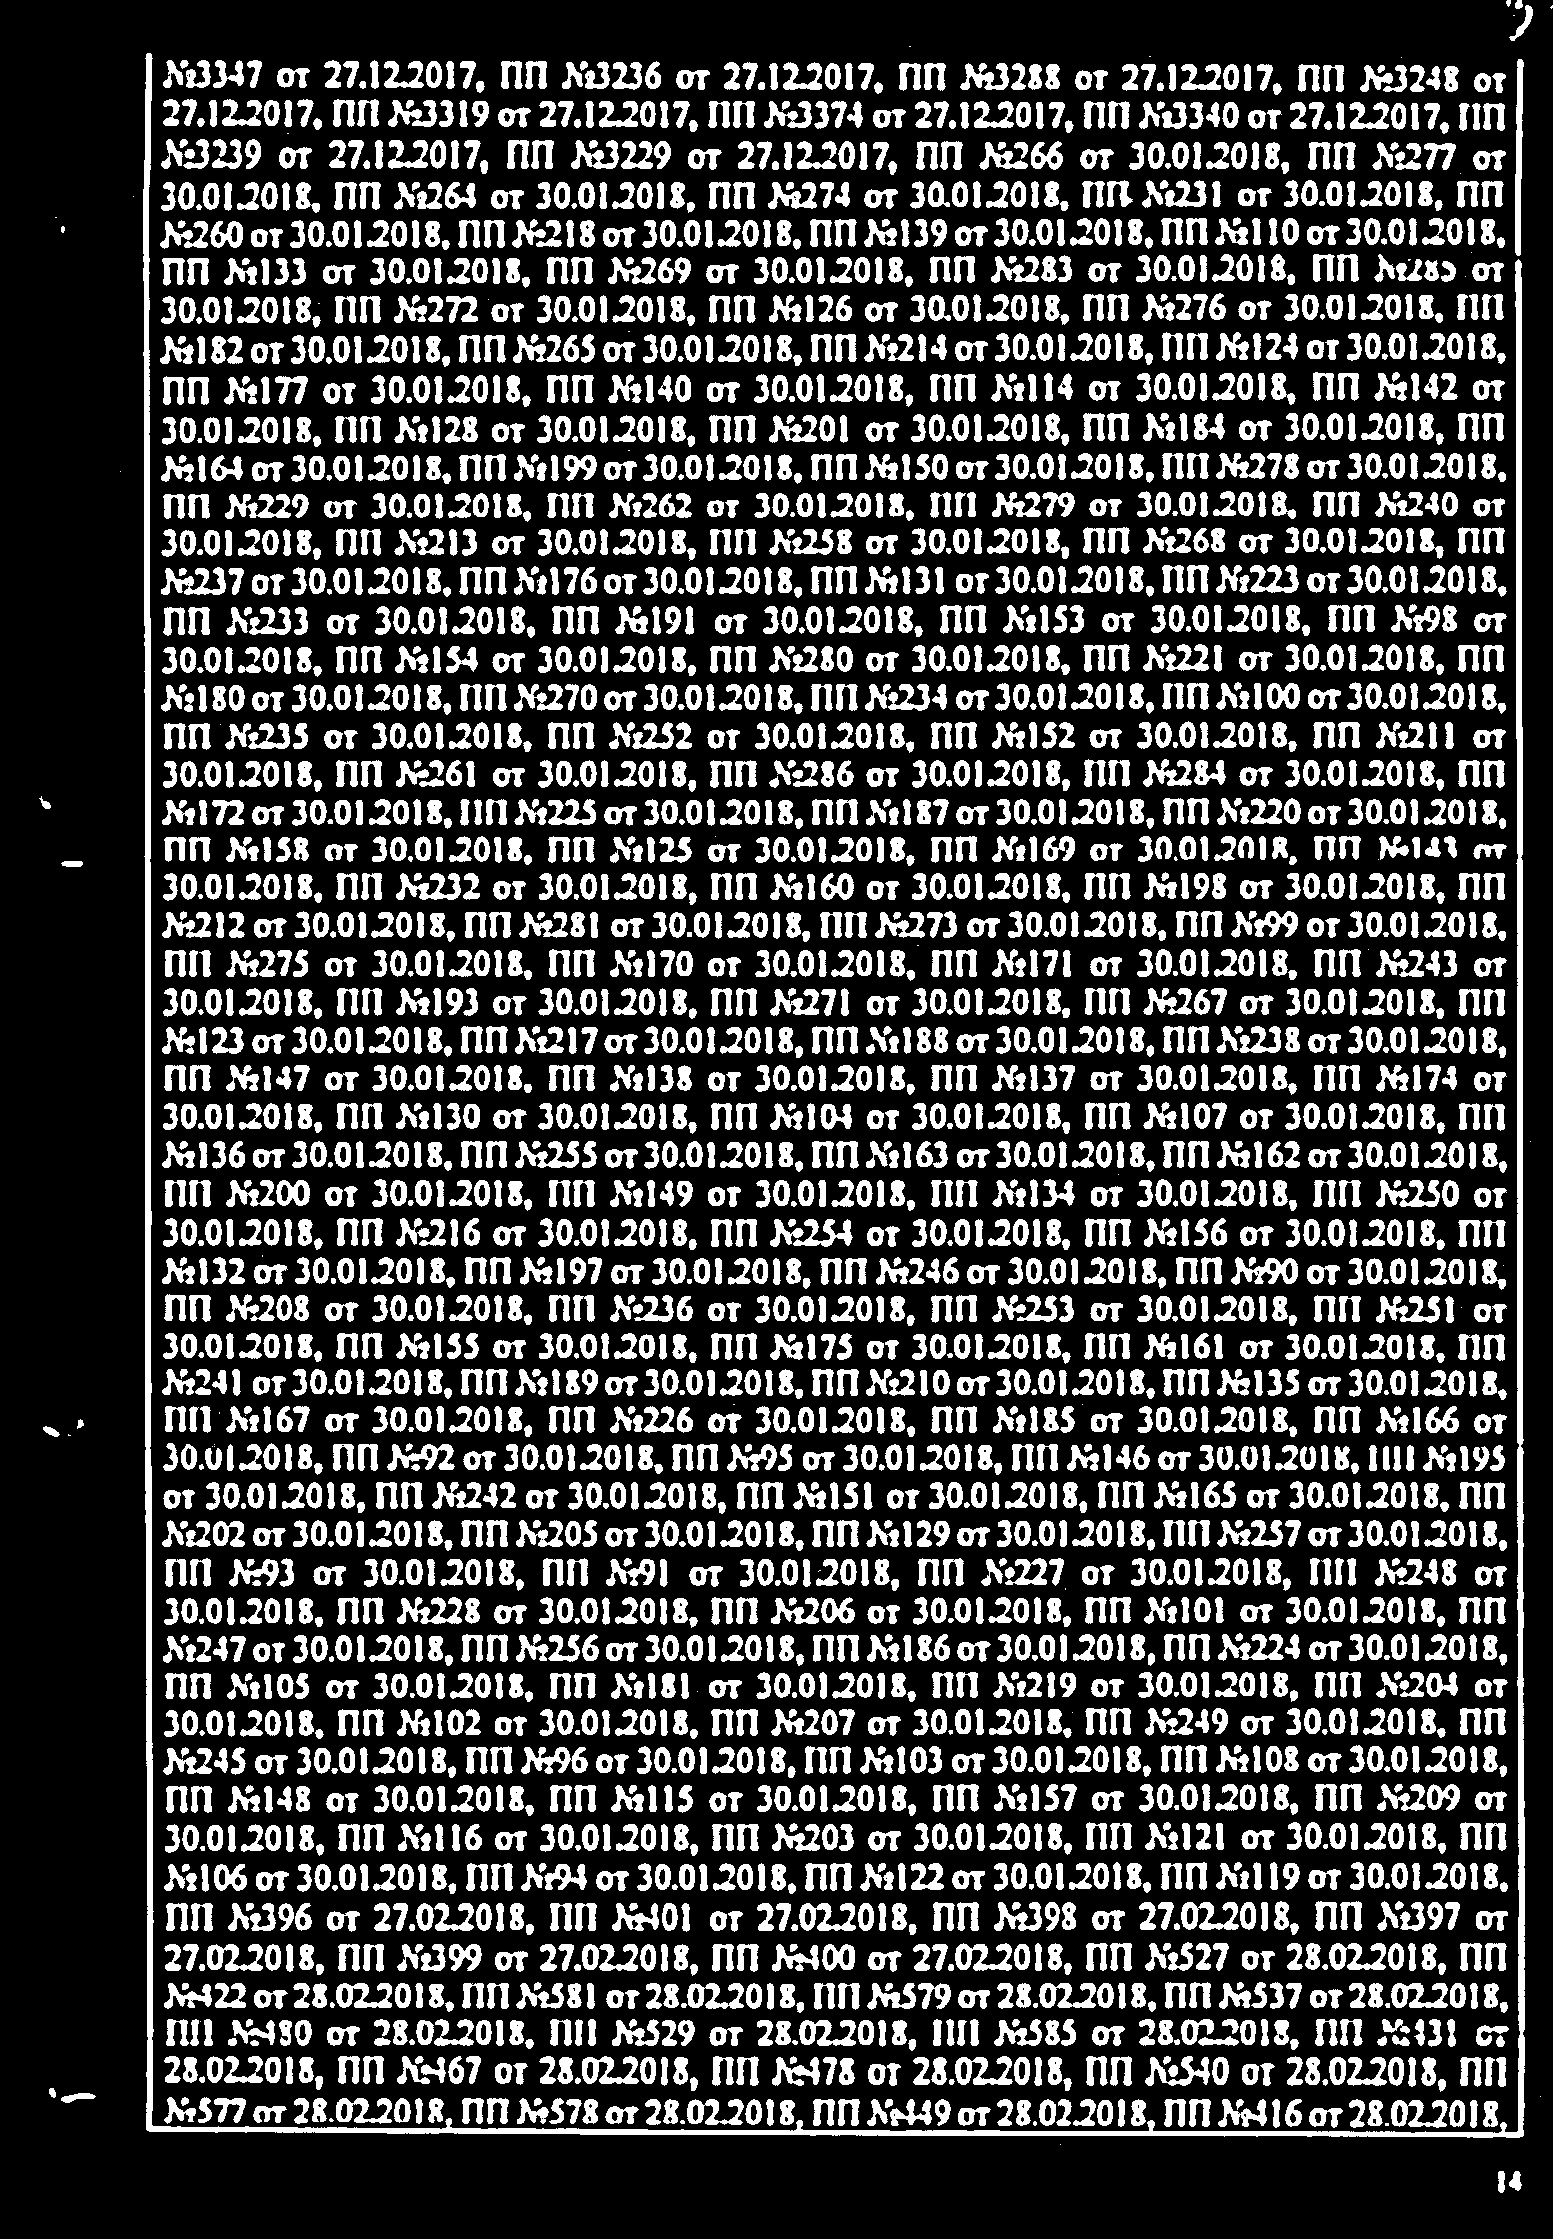 №3347 от 27.12.2017, ПП №3236 от 27.12.2017, ПП №3288 от 27.12.2017, ПП №3248 от
27.12.2017, ПП №3319 от 27.12.2017, ПП №3374 от 27.12.2017, ПП №3340 от 27.12.2017, ПП
№3239 от 27.12.2017, ПП №3229 от 27.12.2017, ПП №266 от 30.01.2018, ПП №277 от
30.01.2018, ПП №264 от 30.01.2018, ПП №274 от 30.01.2018, ПП №231 от 30.01.2018, ПП
№260 от 30.01.2018, ПП №218 от 30.01.2018, ПП №139 от 30.01.2018, ПП №110 от 30.01.2018,
ПП №133 от 30.01.2018, ПП №269 от 30.01.2018, ПП №283 от 30.01.2018, ПП от
30.01.2018, ПП №272 от 30.01.2018, ПП №126 от 30.01.2018, ПП №276 от 30.01.2018, ПП
№182 от 30.01.2018, ПП №265 от 30.01.2018, ПП №214 от 30.01.2018, ПП №124 от 30.01.2018,
ПП №177 от 30.01.2018, ПП №140 от 30.01.2018, ПП №114 от 30.01.2018, ПП №142 от
30.01.2018, ПП №128 от 30.01.2018, ПП №201 от 30.01.2018, ПП №184 от 30.01.2018, ПП
№164 от 30.01.2018, ПП №199 от 30.01.2018, ПП №150 от 30.01.2018, ПП №278 от 30.01.2018,
ПП №229 от 30.01.2018, ПП №262 от 30.01.2018, ПП №279 от 30.01.2018, ПП №240 от
30.01.2018, ПП №213 от 30.01.2018, ПП №258 от 30.01.2018, ПП №268 от 30.01.2018, ПП
№237 от 30.01.2018, ПП №176 от 30.01.2018, ПП №131 от 30.01.2018, ПП №223 от 30.01.2018,
ПП №233 от 30.01.2018, ПП №191 от 30.01.2018, ПП №153 от 30.01.2018, ПП №98 от
30.01.2018, ПП №154 от 30.01.2018, ПП №280 от 30.01.2018, ПП №221 от 30.01.2018, ПП
№180 от 30.01.2018, ПП №270 от 30.01.2018, ПП №234 от 30.01.2018, ПП №100 от 30.01.2018,
ПП №235 от 30.01.2018, ПП №252 от 30.01.2018, ПП №152 от 30.01.2018, ПП №211 от
30.01.2018, ПП №261 от 30.01.2018, ПП №286 от 30.01.2018, ПП №284 от 30.01.2018, ПП
№172 от 30.01.2018, ПП №225 от 30.01.2018, ПП №187 от 30.01.2018, ПП №220 от 30.01.2018,
ПП №158 от 30.01.2018, ПП №125 от 30.01.2018, ПП №169 от 30.01.2018, ПП №143 от
30.01.2018, ПП №232 от 30.01.2018, ПП №160 от 30.01.2018, ПП №198 от 30.01.2018, ПП
№212 от 30.01.2018, ПП №281 от 30.01.2018, ПП №273 от 30.01.2018, ПП №99 от 30.01.2018,
ПП №275 от 30.01.2018, ПП №170 от 30.01.2018, ПП №171 от 30.01.2018, ПП №243 от
30.01.2018, ПП №193 от 30.01.2018, ПП №271 от 30.01.2018, ПП №267 от 30.01.2018, ПП
№123 от 30.01.2018, ПП №217 от 30.01.2018, ПП №188 от 30.01.2018, ПП №238 от 30.01.2018,
ПП №147 от 30.01.2018, ПП №138 от 30.01.2018, ПП №137 от 30.01.2018, ПП №174 от
30.01.2018, ПП №130 от 30.01.2018, ПП №104 от 30.01.2018, ПП №107 от 30.01.2018, ПП
№136 от 30.01.2018, ПП №255 от 30.01.2018, ПП №163 от 30.01.2018, ПП №162 от 30.01.2018,
ПП №200 от 30.01.2018, ПП №149 от 30.01.2018, ПП №134 от 30.01.2018, ПП №250 от
30.01.2018, ПП №216 от 30.01.2018, ПП №254 от 30.01.2018, ПП №156 от 30.01.2018, ПП
№132 от 30.01.2018, ПП №197 от 30.01.2018, ПП №246 от 30.01.2018, ПП №90 от 30.01.2018,
ПП №208 от 30.01.2018, ПП №236 от 30.01.2018, ПП №253 от 30.01.2018, ПП №251 от
30.01.2018, ПП №155 от 30.01.2018, ПП №175 от 30.01.2018, ПП №161 от 30.01.2018, ПП
№241 от 30.01.2018, ПП №189 от 30.01.2018, ПП №210 от 30.01.2018, ПП №135 от 30.01.2018,
ПП №167 от 30.01.2018, ПП №226 от 30.01.2018, ПП №185 от 30.01.2018, ПП №166 от
30.01.2018, ПП №92 от 30.01.2018, ПП №95 от 30.01.2018, ПП №146 от 30.01.2018, ПП №195
от 30.01.2018, ПП №242 от 30.01.2018, ПП №151 от 30.01.2018, ПП №165 от 30.01.2018, ПП
№202 от 30.01.2018, ПП №205 от 30.01.2018, ПП №129 от 30.01.2018, ПП №257 от 30.01.2018,
ПП №93 от 30.01.2018, ПП №91 от 30.01.2018, ПП №227 от 30.01.2018, ПП №248 от
30.01.2018, ПП №228 от 30.01.2018, ПП №206 от 30.01.2018, ПП №101 от 30.01.2018, ПП
№247 от 30.01.2018, ПП №256 от 30.01.2018, ПП №186 от 30.01.2018, ПП №224 от 30.01.2018,
ПП №105 от 30.01.2018, ПП №181 от 30.01.2018, ПП №219 от 30.01.2018, ПП №204 от
30.01.2018, ПП №102 от 30.01.2018, ПП №207 от 30.01.2018, ПП №249 от 30.01.2018, ПП
№245 от 30.01.2018, ПП №96 от 30.01.2018, ПП №103 от 30.01.2018, ПП №108 от 30.01.2018,
ПП №148 от 30.01.2018, ПП №115 от 30.01.2018, ПП №157 от 30.01.2018, ПП №209 от
30.01.2018, ПП №116 от 30.01.2018, ПП №203 от 30.01.2018, ПП №121 от 30.01.2018, ПП
№106 от 30.01.2018, ПП №94 от 30.01.2018, ПП №122 от 30.01.2018, ПП №119 от 30.01.2018,
ПП №396 от 27.02.2018, ПП №401 от 27.02.2018, ПП №398 от 27.02.2018, ПП №397 от
27.02.2018, ПП №399 от 27.02.2018, ПП №400 от 27.02.2018, ПП №527 от 28.02.2018, ПП
№422 от 28.02.2018, ПП №581 от 28.02.2018, ПП №579 от 28.02.2018, ПП №537 от 28.02.2018,
ПП №480 от 28.02.2018, ПП №529 от 28.02.2018, ПП №585 от 28.02.2018, ПП №431 от
28.02.2018, ПП №467 от 28.02.2018, ПП №478 от 28.02.2018, ПП №540 от 28.02.2018, ПП
№577 от 28.02.2018, ПП №578 от 28.02.2018, ПП №449 от 28.02.2018, ПП №416 от 28.02.2018,
14